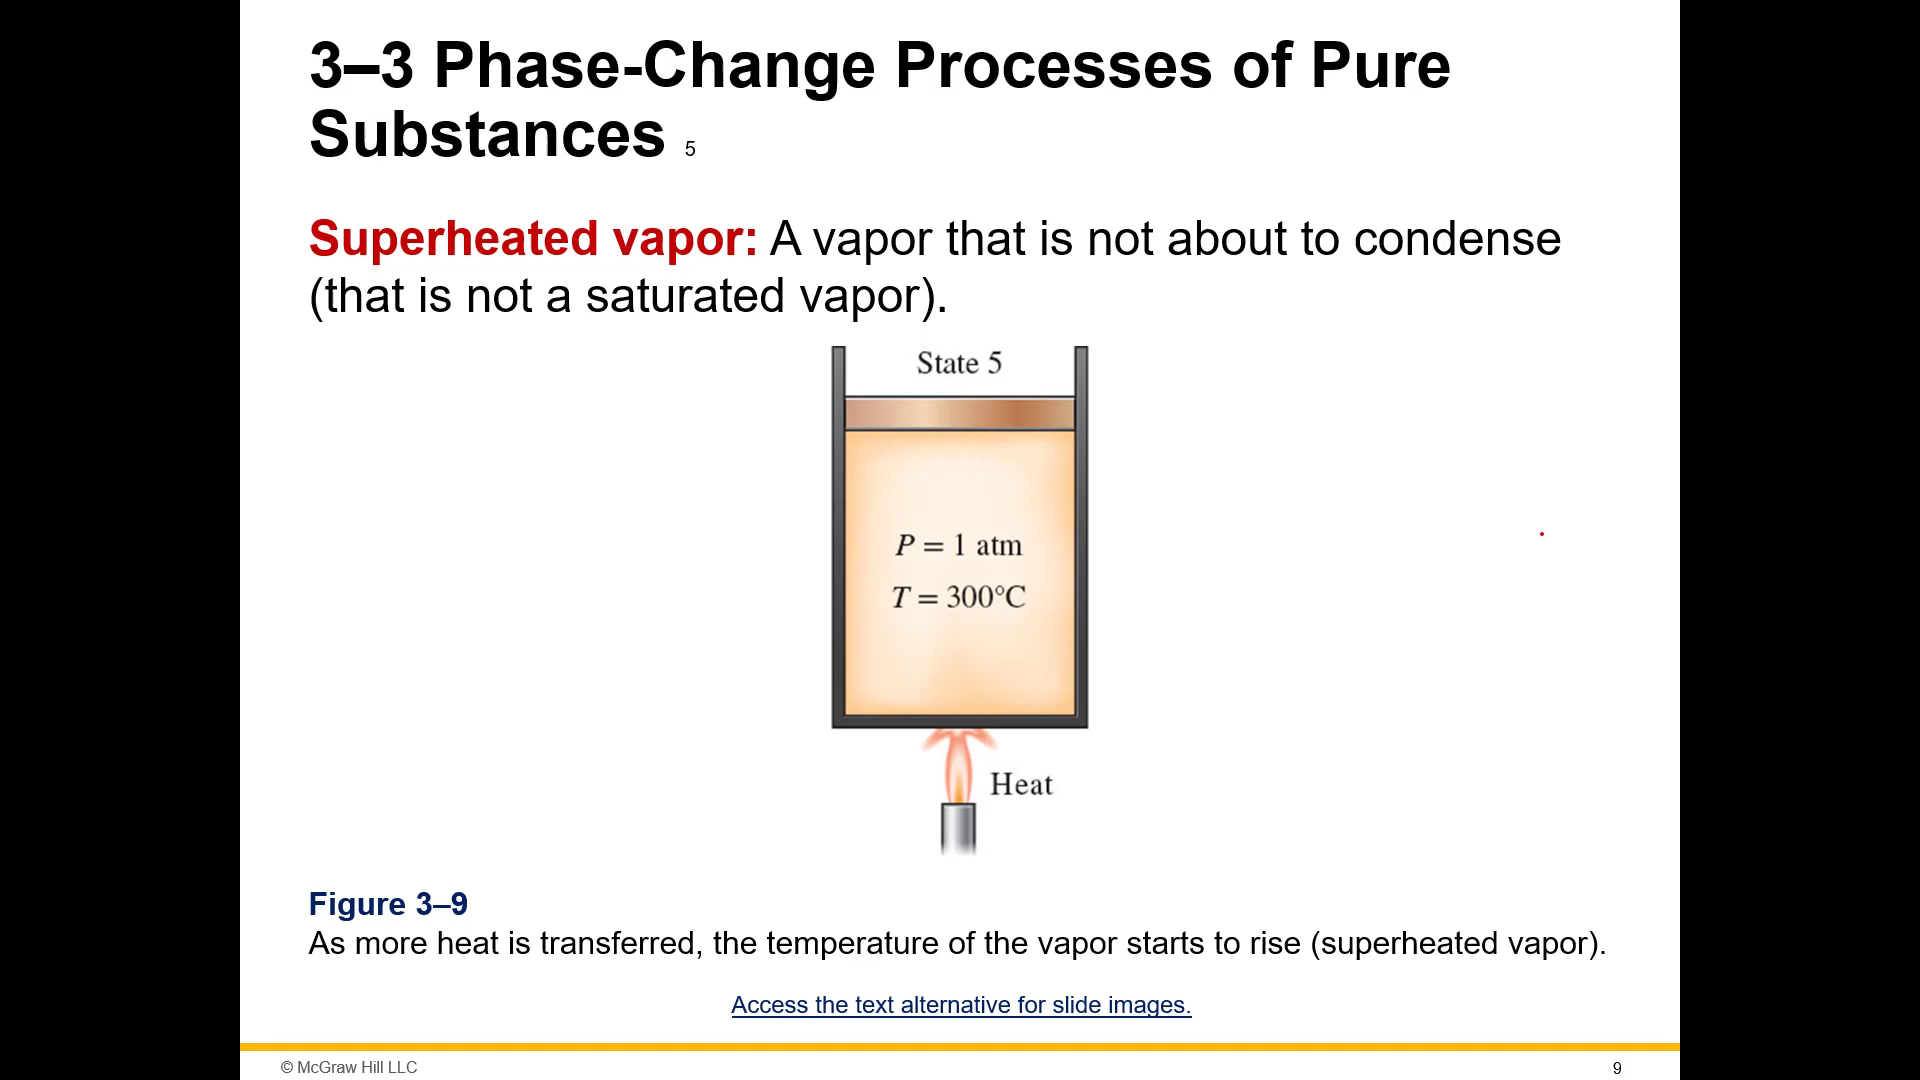 3–3 Phase-Change Processes of Pure
Substances 5
Superheated vapor: A vapor that is not about to condense
(that is not a saturated vapor).
State 5
P = 1 atm
T = 300°C
Heat
Figure 3–9
As more heat is transferred, the temperature of the vapor starts to rise (superheated vapor).
Access the text alternative for slide images.
© McGraw Hill LLC
9